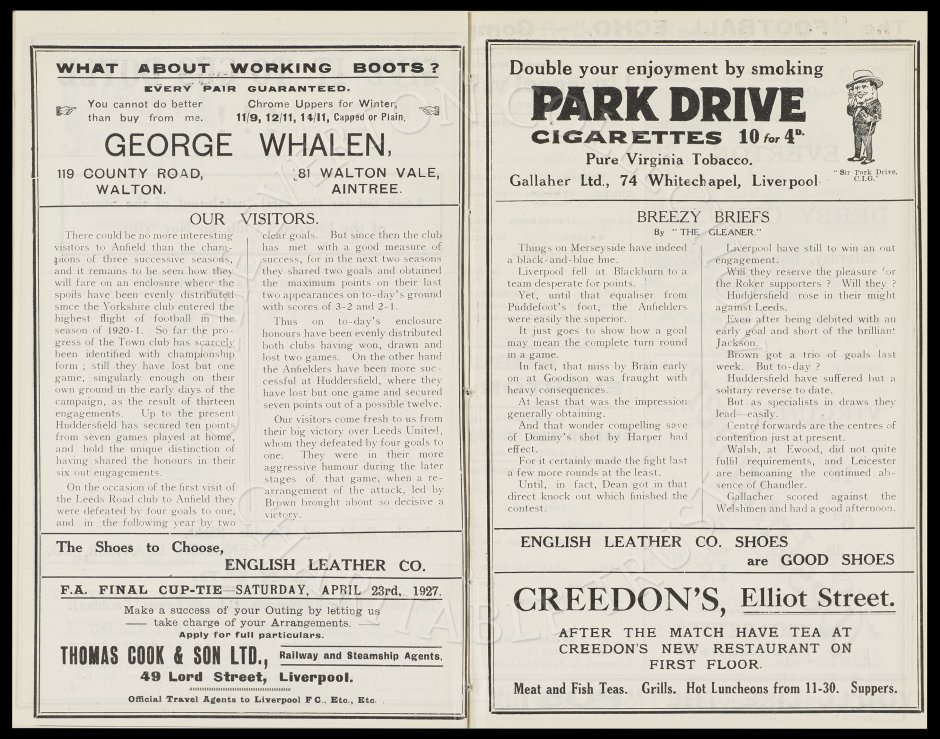 WHAT ABOUT WORKING BOOTS?
EVERY PAIR GUARANTEED.
You cannot do better
than buy from me.
Chrome Uppers for Winter,
11/9, 12/11, 14/11, Capped or Plain.
GEORGE WHALEN,
119 COUNTY ROAD,
WALTON.
81 WALTON VALE,
AINTREE.
OUR VISITORS.
There could be no more interesting
visitors to Anfield than the cham-
pions of three successive seasons,
and it remains to be seen how they
will fare on an enclosure where the
spoils have been evenly distributed
since the Yorkshire club entered the
highest flight of football in the
season of 1920-1. So far the pro-
gress of the Town club has scarcely
been identified with championship
form ; still they have lost but one
game, singularly enough on their
own ground in the early days of the
campaign, as the result of thirteen
engagements. Up to the present
Huddersfield has secured ten points
from seven games played at home,
and hold the unique distinction of
having shared the honours in their
six out engagements.
On the occasion of the first visit of
the Leeds Road club to Anfield they
were defeated by four goals to one,
and in the following year by two
clear goals. But since then the club
has met with a good measure of
success, for in the next two seasons
they shared two goals and obtained
the maximum points on their last
two appearances on to-day's ground
with scores of 3-2 and 2-1.
Thus on to-day's enclosure
honours have been evenly distributed
both clubs having won, drawn and
lost two games. On the other hand
the Anfielders have been more suc-
cessful at Huddersfield, where they
have lost but one game and secured
seven points out of a possible twelve.
Our visitors come fresh to us from
their big victory over Leeds United,
whom they defeated by four goals to
one. They were in their more
aggressive humour during the later
stages of that game, when a re-
arrangement of the attack, led by
Brown brought about so decisive a
victory.
The Shoes to Choose,
ENGLISH LEATHER CO.
F.A. FINAL CUP-TIE—SATURDAY, APRIL 23rd, 1927.
Make a success of your Outing by letting us
— take charge of your Arrangements. —
Apply for full particulars.
THOMAS COOK & SON LTD., Railway and Steamship Agents,
49 Lord Street, Liverpool.
Official Travel Agents to Liverpool F C., Etc., Etc.
Double your enjoyment by smoking
PARK DRIVE
CIGARETTES 10 for 4D.
Pure Virginia Tobacco.
Gallaher Ltd., 74 Whitechapel, Liverpool
"Sir Park Drive,
C.I.G."
BREEZY BRIEFS
By "THE GLEANER."
Things on Merseyside have indeed
a black-and-blue hue.
Liverpool fell at Blackburn to a
team desperate for points.
Yet, until that equaliser from
Puddefoot's foot, the Anfielders
were easily the superior.
It just goes to show how a goal
may mean the complete turn round
in a game.
In fact, that miss by Brain early
on at Goodison was fraught with
heavy cosequences.
At least that was the impression
generally obtaining.
And that wonder compelling save
of Dominy's shot by Harper had
effect.
For it certainly made the fight last
a few more rounds at the least.
Until, in fact, Dean got in that
direct knock out which finished the
contest.
Liverpool have still to win an out
engagement.
Will they reserve the pleasure for
the Roker supporters ? Will they ?
Huddersfield rose in their might
against Leeds.
Even after being debited with an
early goal and short of the brilliant
Jackson.
Brown got a trio of goals last
week. But to-day ?
Huddersfield have suffered but a
solitary reverse to date.
But as specialists in draws they
lead—easily.
Centre forwards are the centres of
contention just at present.
Walsh, at Ewood, did not quite
fulfil requirements, and Leicester
are bemoaning the continued ab-
sence of Chandler.
Gallacher scored against the
Welshmen and had a good afternoon.
ENGLISH LEATHER CO. SHOES
are GOOD SHOES
CREEDON'S, Elliot Street.
AFTER THE MATCH HAVE TEA AT
CREEDON'S NEW RESTAURANT ON
FIRST FLOOR.
Meat and Fish Teas. Grills. Hot Luncheons from 11-30. Suppers.